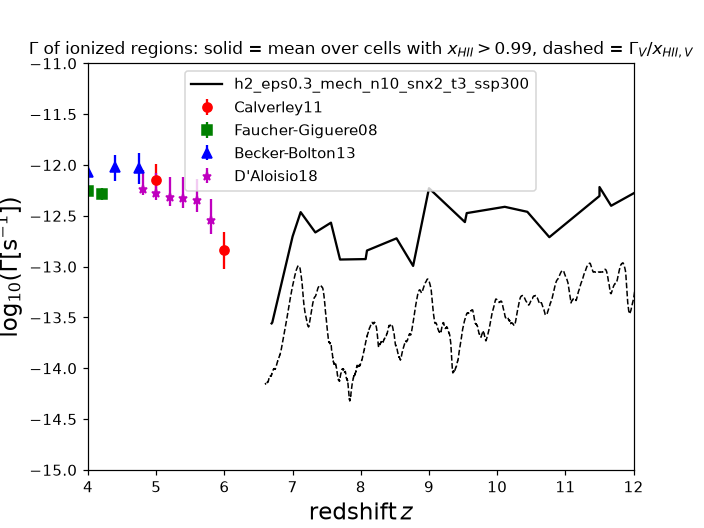 Γ of ionized regions: solid = mean over cells with x_HII > 0.99, dashed = Γ_V/x_HII,V
−11.0
h2_eps0.3_mech_n10_snx2_t3_ssp300
Calverley11
Faucher-Giguere08
Becker-Bolton13
D'Aloisio18
−11.5
−12.0
−12.5
−13.0
−13.5
−14.0
−14.5
−15.0
log₁₀(Γ[s⁻¹])
4 5 6 7 8 9 10 11 12
redshift z